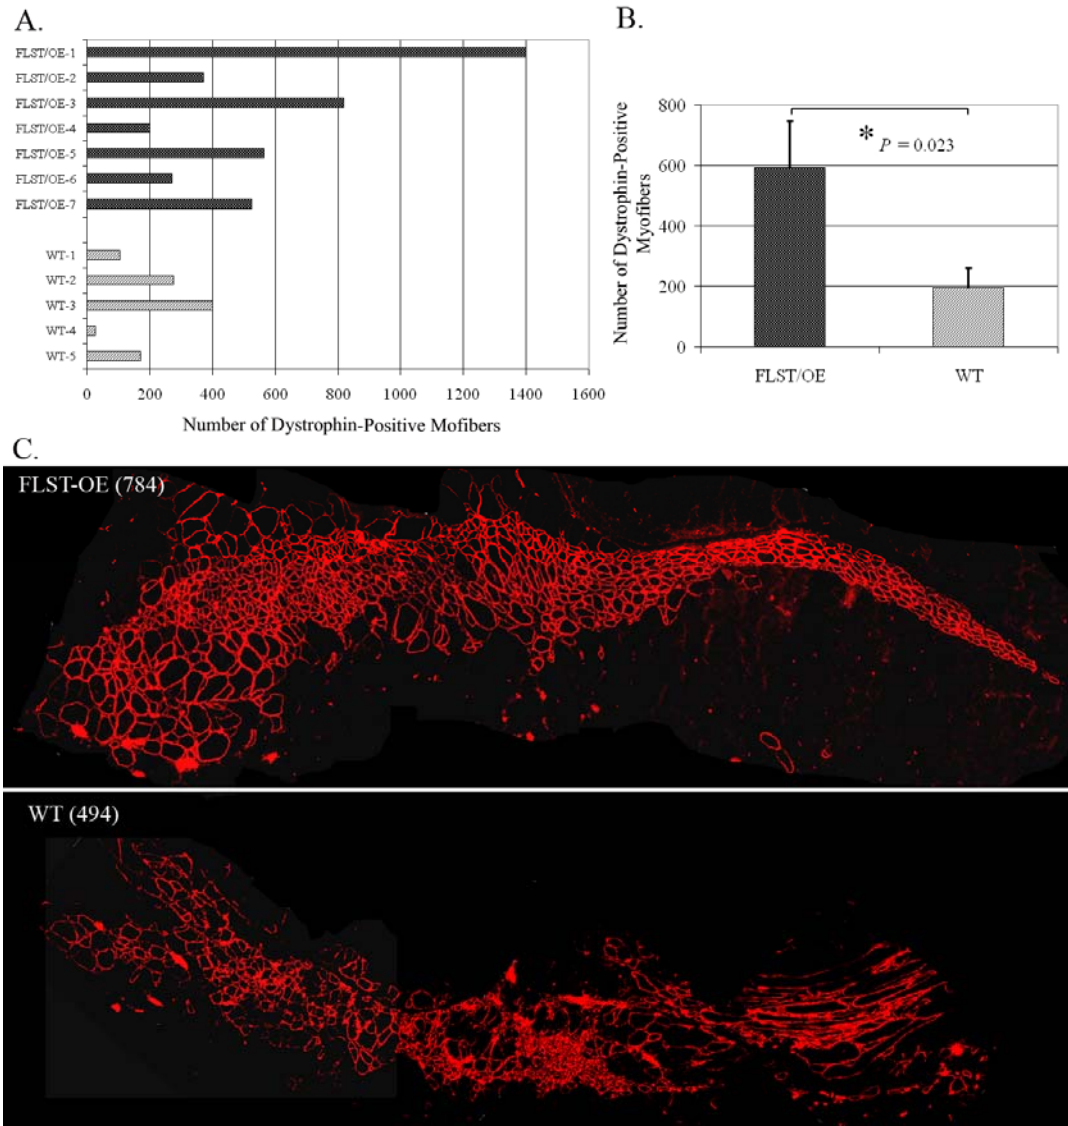 A.
FLST/OE-1
FLST/OE-2
FLST/OE-3
FLST/OE-4
FLST/OE-5
FLST/OE-6
FLST/OE-7
WT-1
WT-2
WT-3
WT-4
WT-5
0 200 400 600 800 1000 1200 1400 1600
Number of Dystrophin-Positive Mofibers
B.
Number of Dystrophin-Positive
Myofibers
800
600
400
200
0
* P = 0.023
FLST/OE WT
C.
FLST-OE (784)
WT (494)